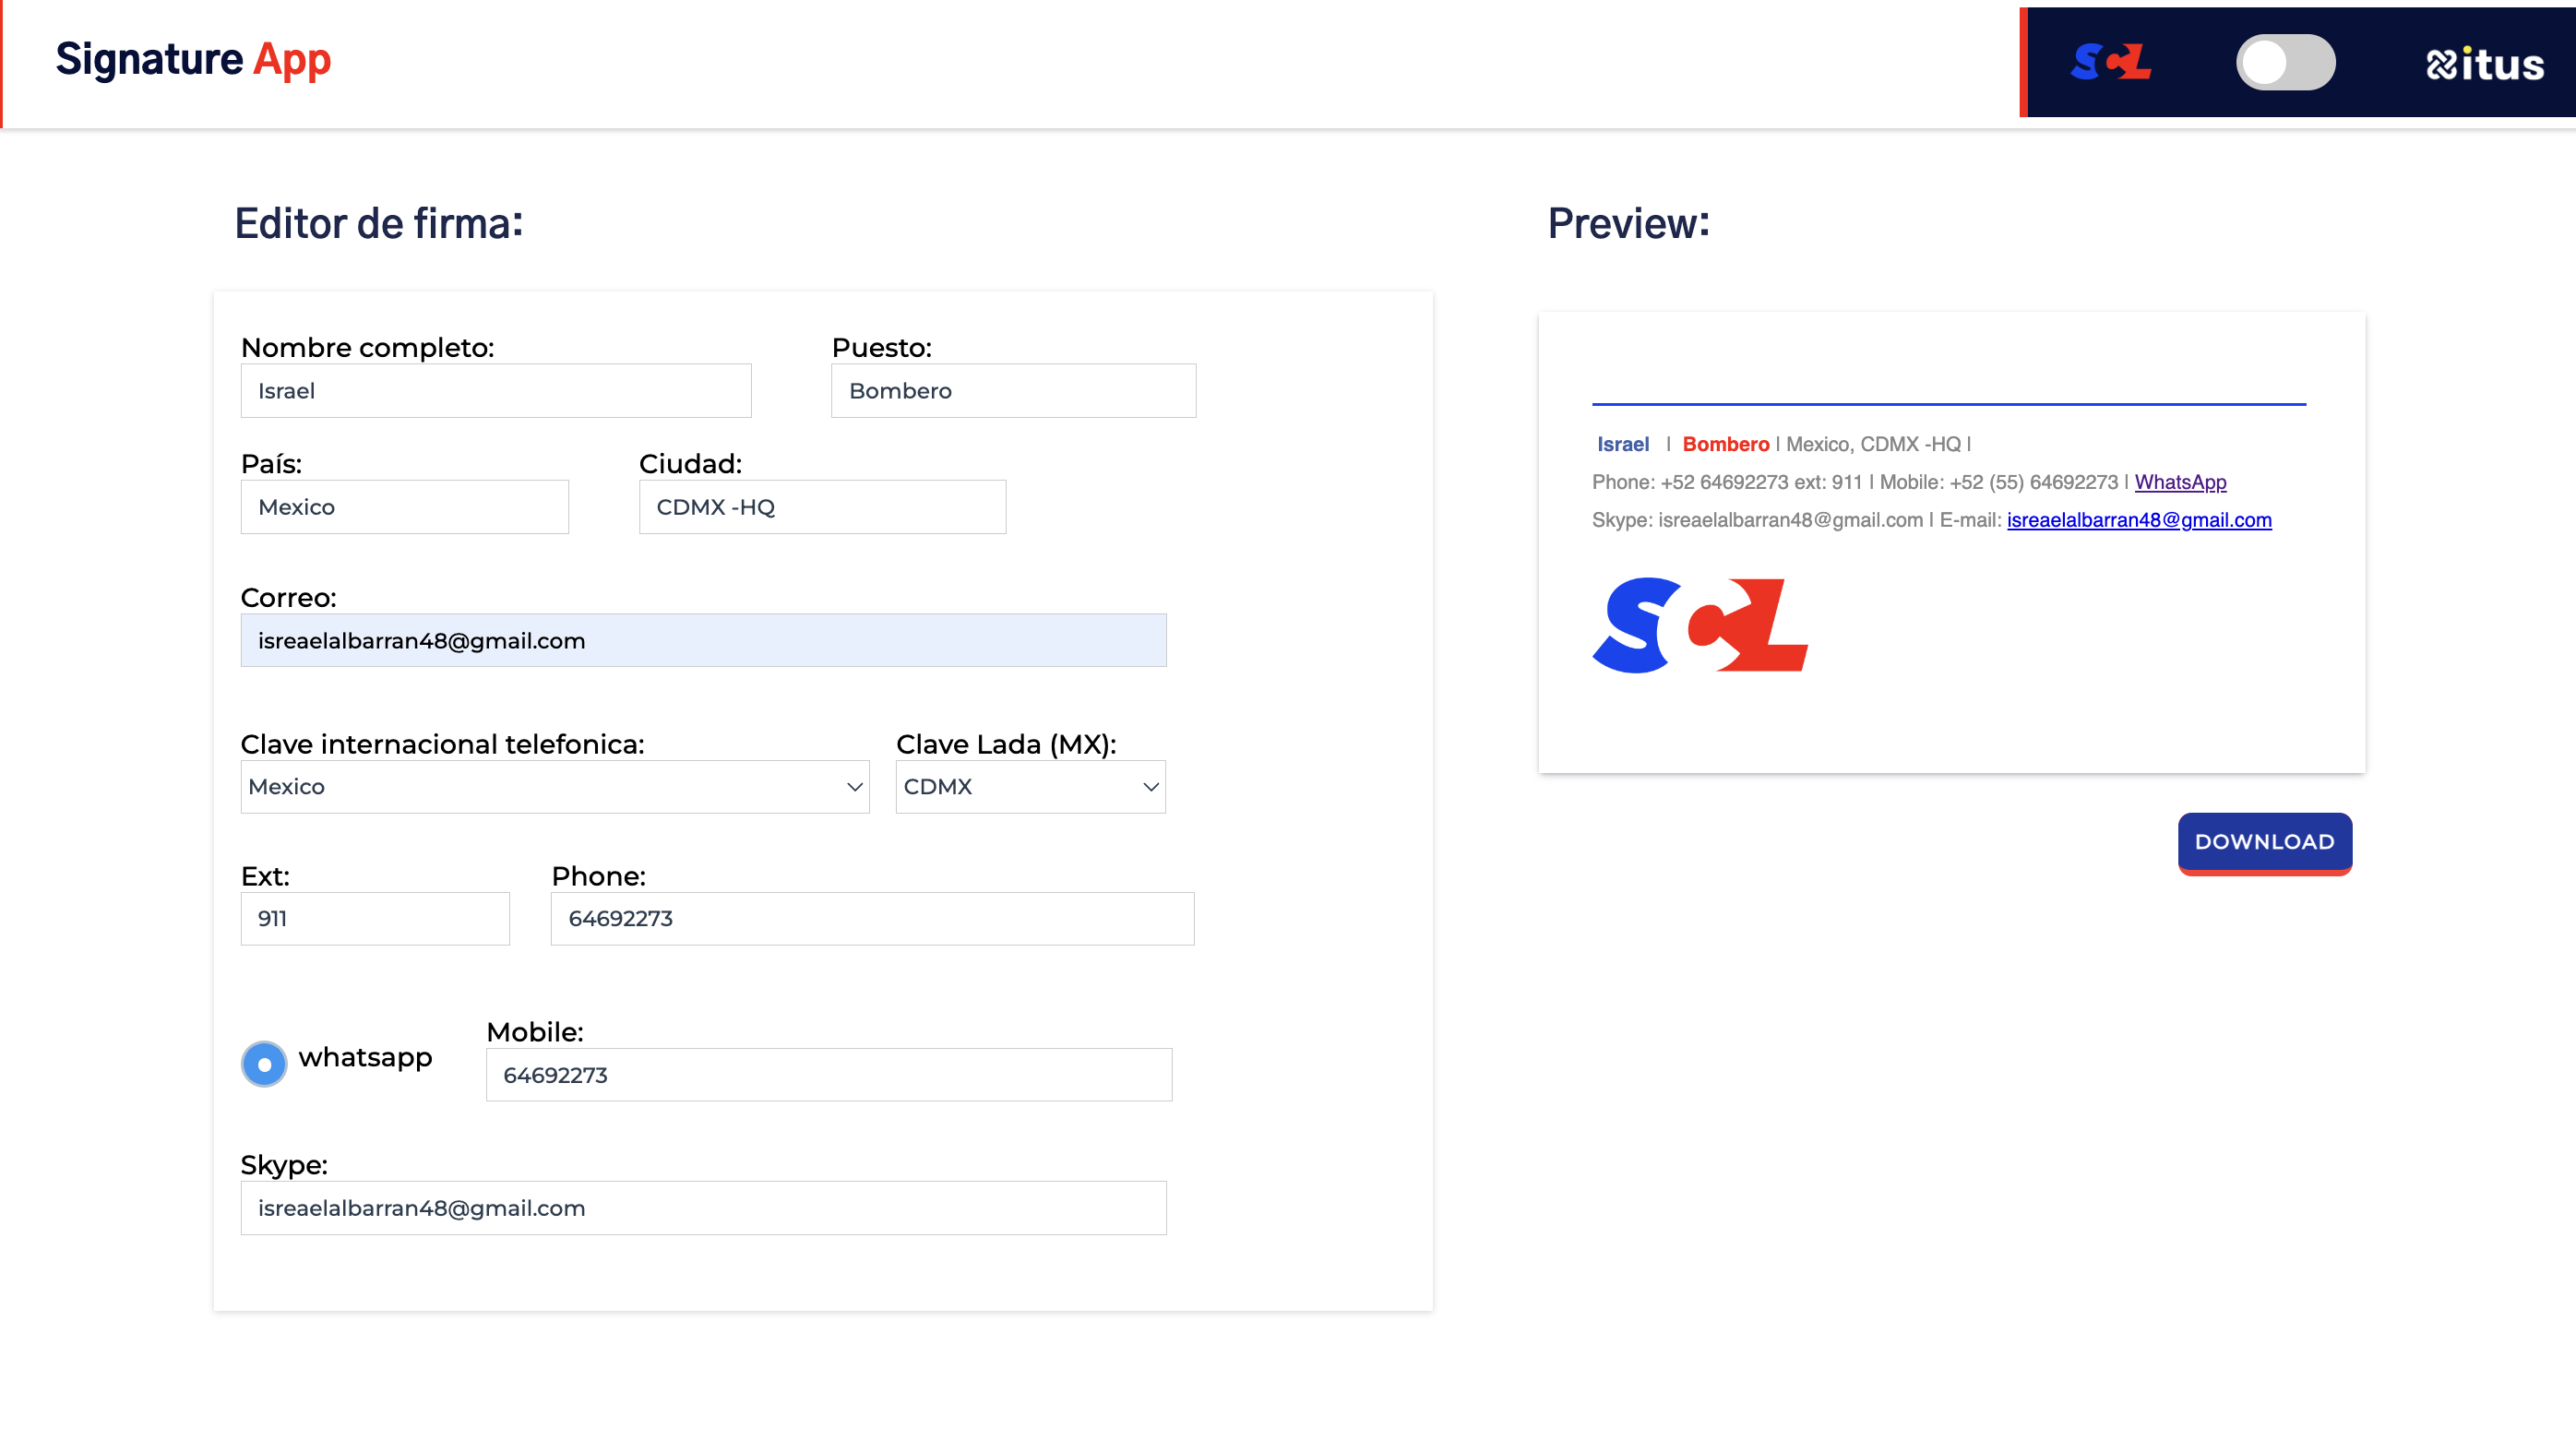 Signature App
SCL
itus
Editor de firma:
Preview:
Nombre completo:
Puesto:
Israel
Bombero
País:
Ciudad:
Mexico
CDMX -HQ
Correo:
isreaelalbarran48@gmail.com
Clave internacional telefonica:
Clave Lada (MX):
Mexico
CDMX
Ext:
Phone:
911
64692273
whatsapp
Mobile:
64692273
Skype:
isreaelalbarran48@gmail.com
Israel | Bombero | Mexico, CDMX -HQ |
Phone: +52 64692273 ext: 911 | Mobile: +52 (55) 64692273 | WhatsApp
Skype: isreaelalbarran48@gmail.com | E-mail: isreaelalbarran48@gmail.com
SCL
DOWNLOAD